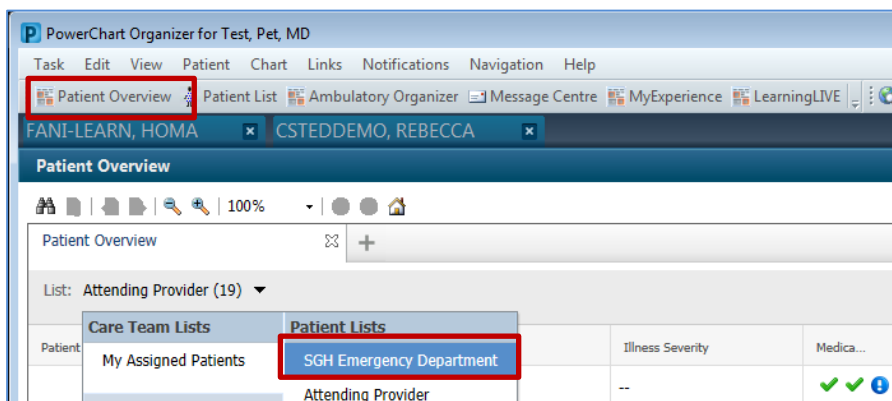 PowerChart Organizer for Test, Pet, MD
Task Edit View Patient Chart Links Notifications Navigation Help
Patient Overview Patient List Ambulatory Organizer Message Centre MyExperience LearningLIVE
FANI-LEARN, HOMA CSTEDDEMO, REBECCA
Patient Overview
100%
Patient Overview
List: Attending Provider (19)
Care Team Lists Patient Lists
Patient My Assigned Patients SGH Emergency Department Illness Severity Medica...
Attending Provider --